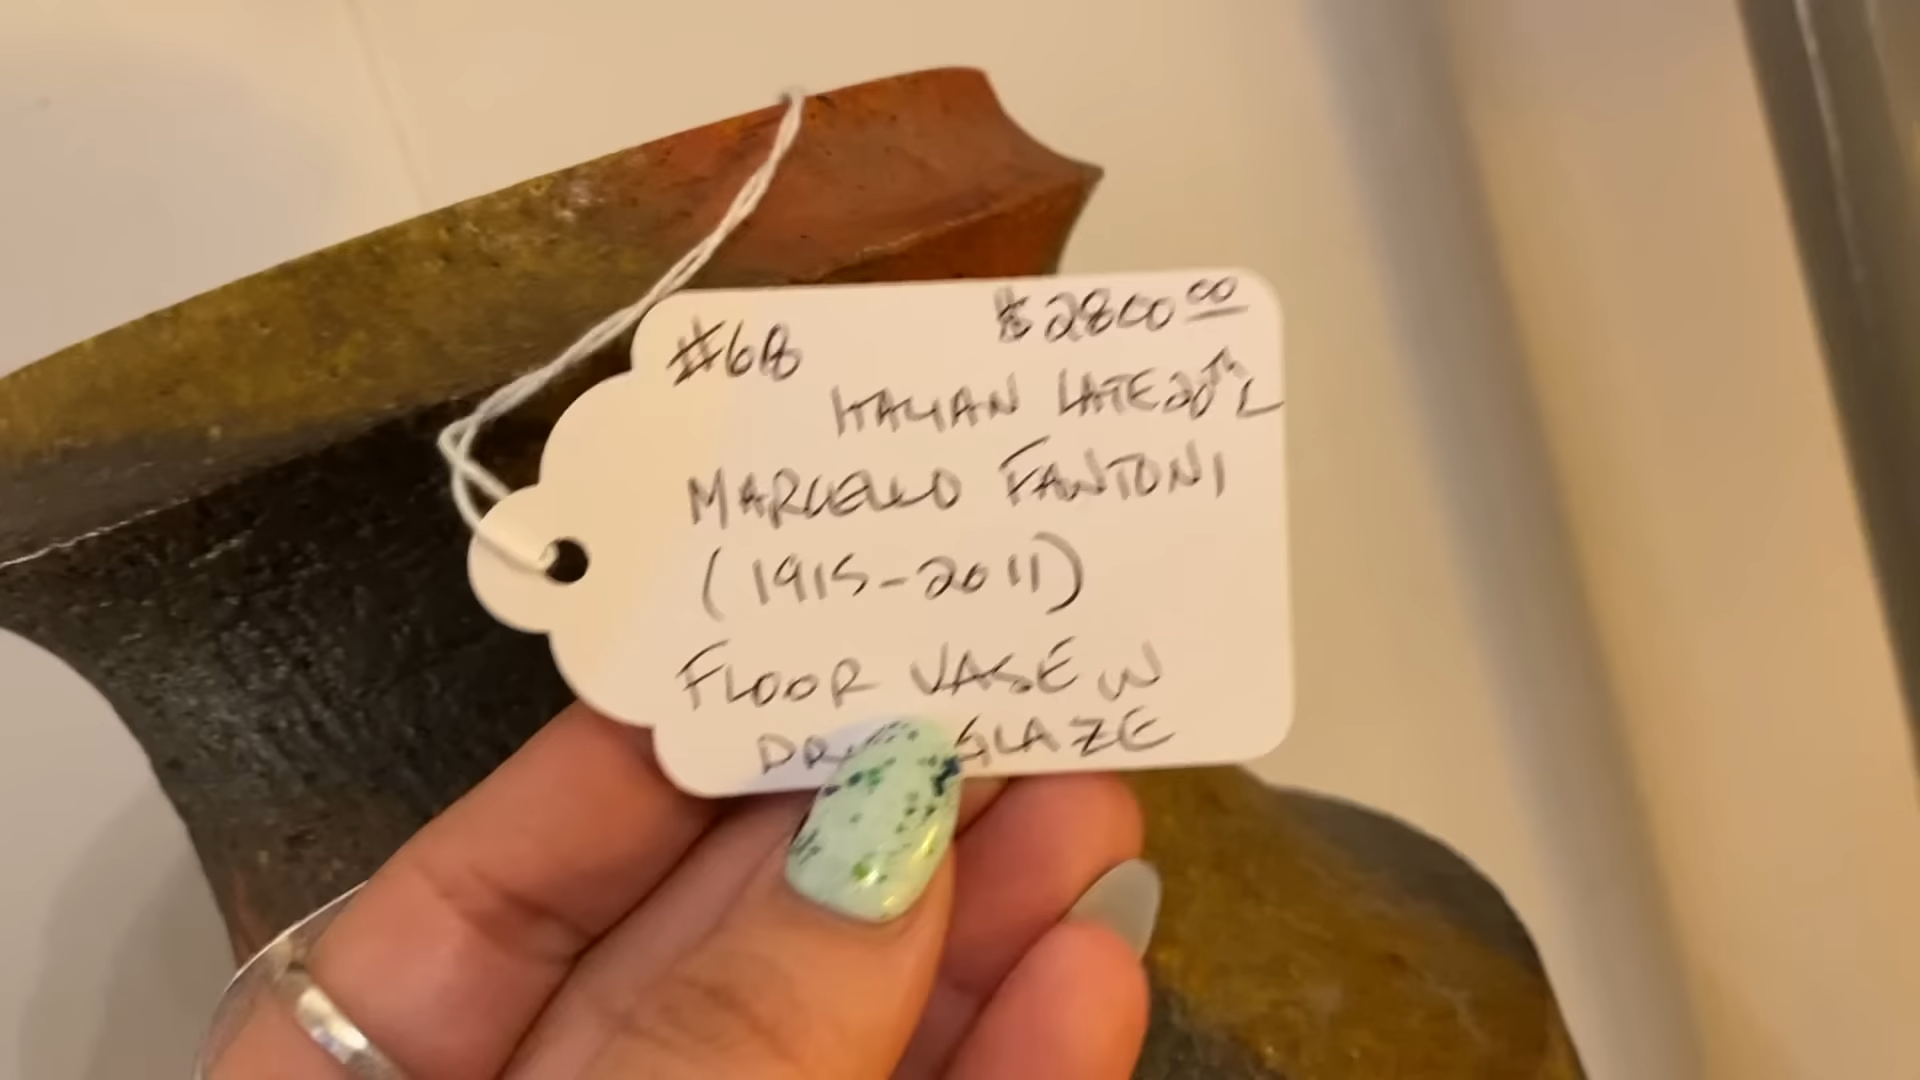 #68 $2800.00
ITALIAN LATE 20th C
MARCELLO FANTONI
(1915-2011)
FLOOR VASE W
GLAZE